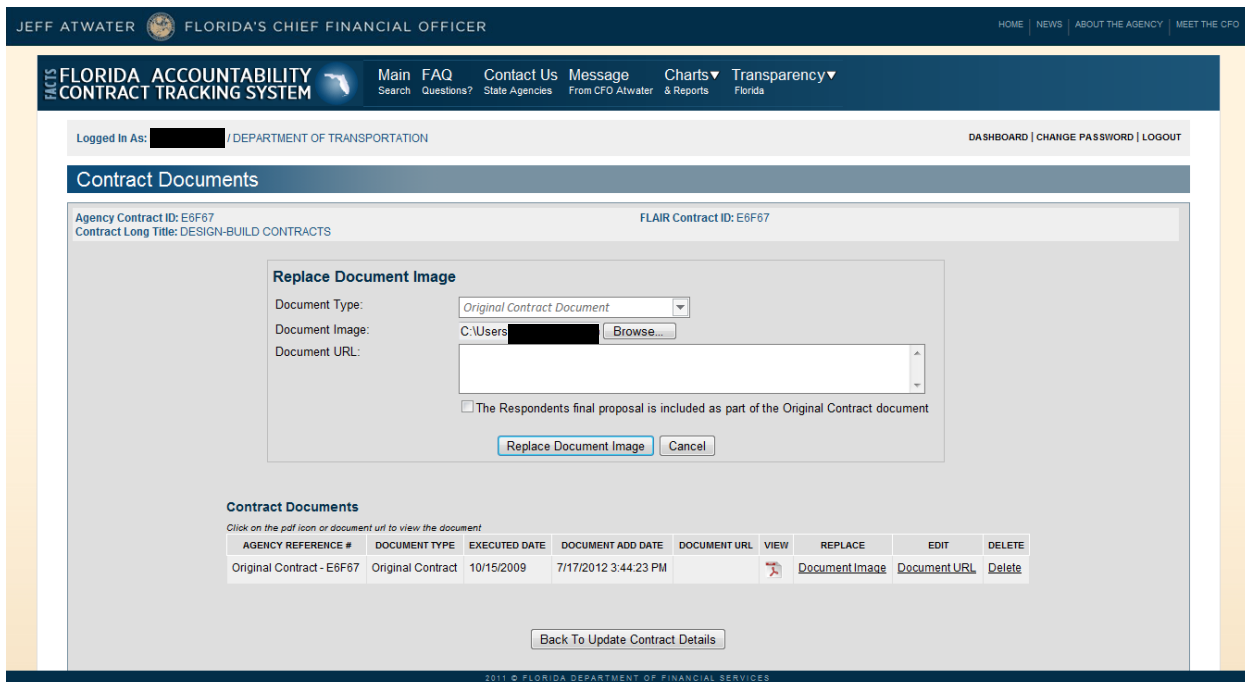 JEFF ATWATER FLORIDA'S CHIEF FINANCIAL OFFICER HOME | NEWS | ABOUT THE AGENCY | MEET THE CFO
FACTS FLORIDA ACCOUNTABILITY CONTRACT TRACKING SYSTEM
Main FAQ Contact Us Message Charts▼ Transparency▼
Search Questions? State Agencies From CFO Atwater & Reports Florida
Logged In As: / DEPARTMENT OF TRANSPORTATION DASHBOARD | CHANGE PASSWORD | LOGOUT
Contract Documents
Agency Contract ID: E6F67 FLAIR Contract ID: E6F67
Contract Long Title: DESIGN-BUILD CONTRACTS
Replace Document Image
Document Type: Original Contract Document
Document Image: C:\Users Browse...
Document URL:
The Respondents final proposal is included as part of the Original Contract document
Replace Document Image Cancel
Contract Documents
Click on the pdf icon or document url to view the document
AGENCY REFERENCE # DOCUMENT TYPE EXECUTED DATE DOCUMENT ADD DATE DOCUMENT URL VIEW REPLACE EDIT DELETE
Original Contract - E6F67 Original Contract 10/15/2009 7/17/2012 3:44:23 PM Document Image Document URL Delete
Back To Update Contract Details
2011 © FLORIDA DEPARTMENT OF FINANCIAL SERVICES